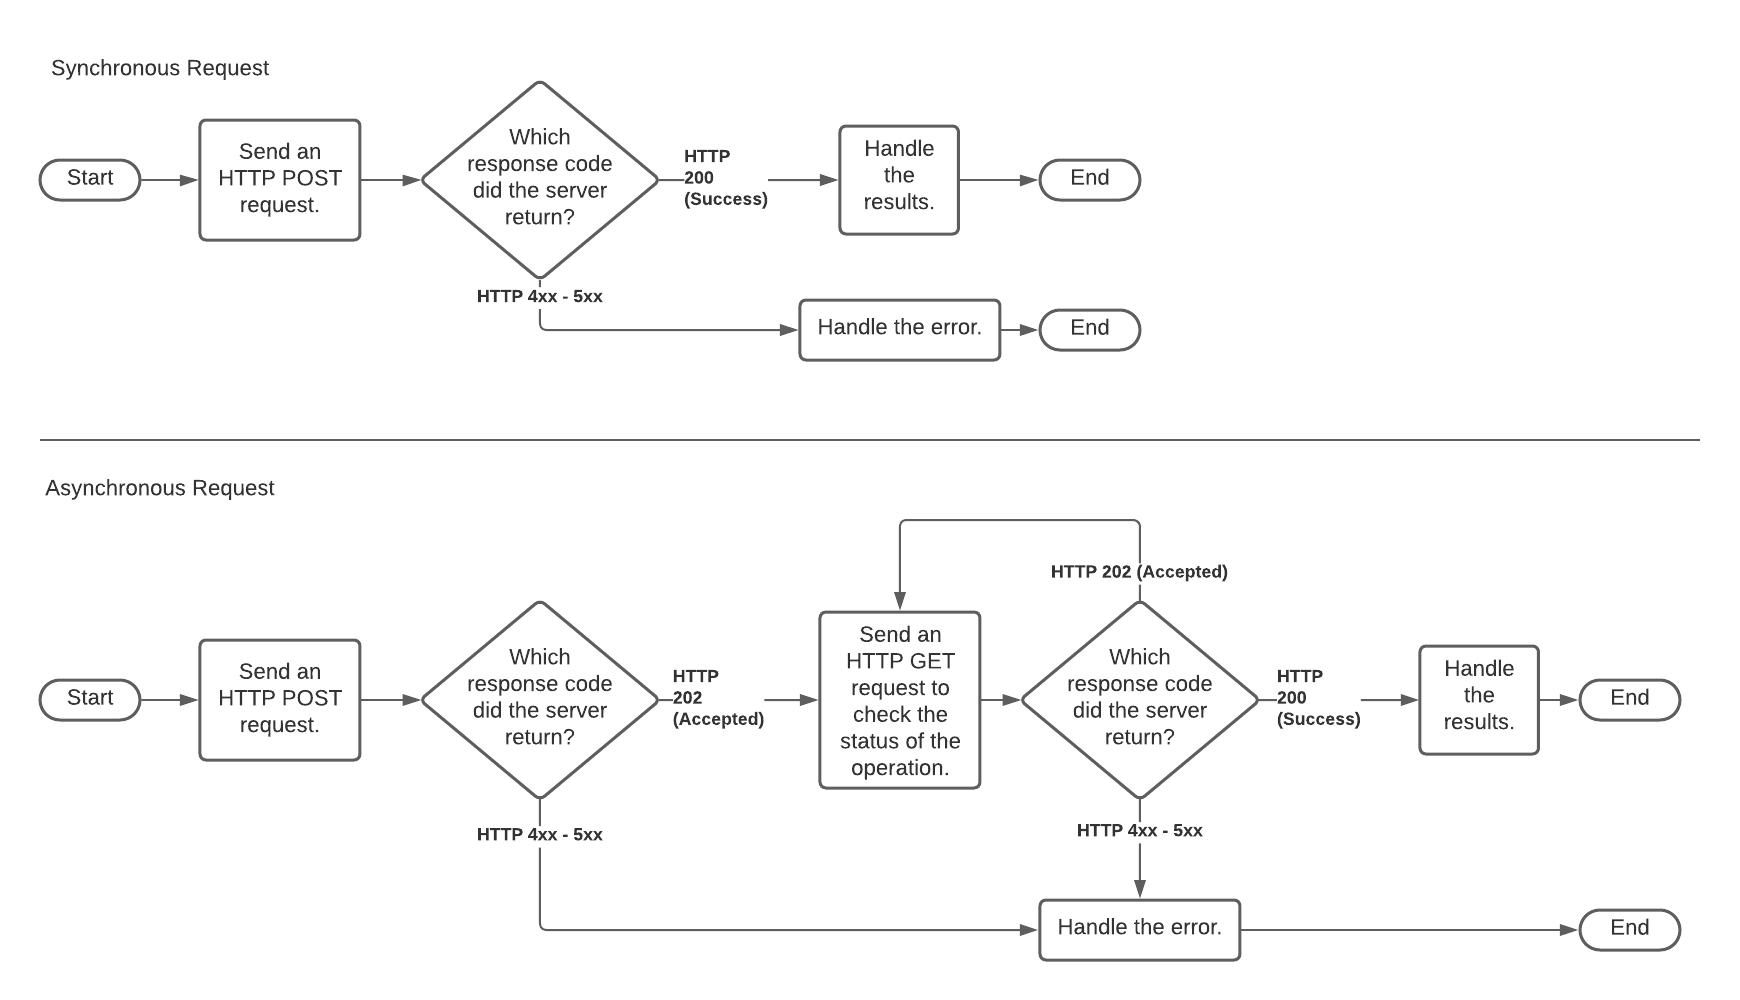 Synchronous Request
Start
Send an
HTTP POST
request.
Which
response code
did the server
return?
HTTP
200
(Success)
Handle
the
results.
End
HTTP 4xx - 5xx
Handle the error.
End
Asynchronous Request
Start
Send an
HTTP POST
request.
Which
response code
did the server
return?
HTTP
202
(Accepted)
Send an
HTTP GET
request to
check the
status of the
operation.
HTTP 202 (Accepted)
Which
response code
did the server
return?
HTTP
200
(Success)
Handle
the
results.
End
HTTP 4xx - 5xx
HTTP 4xx - 5xx
Handle the error.
End